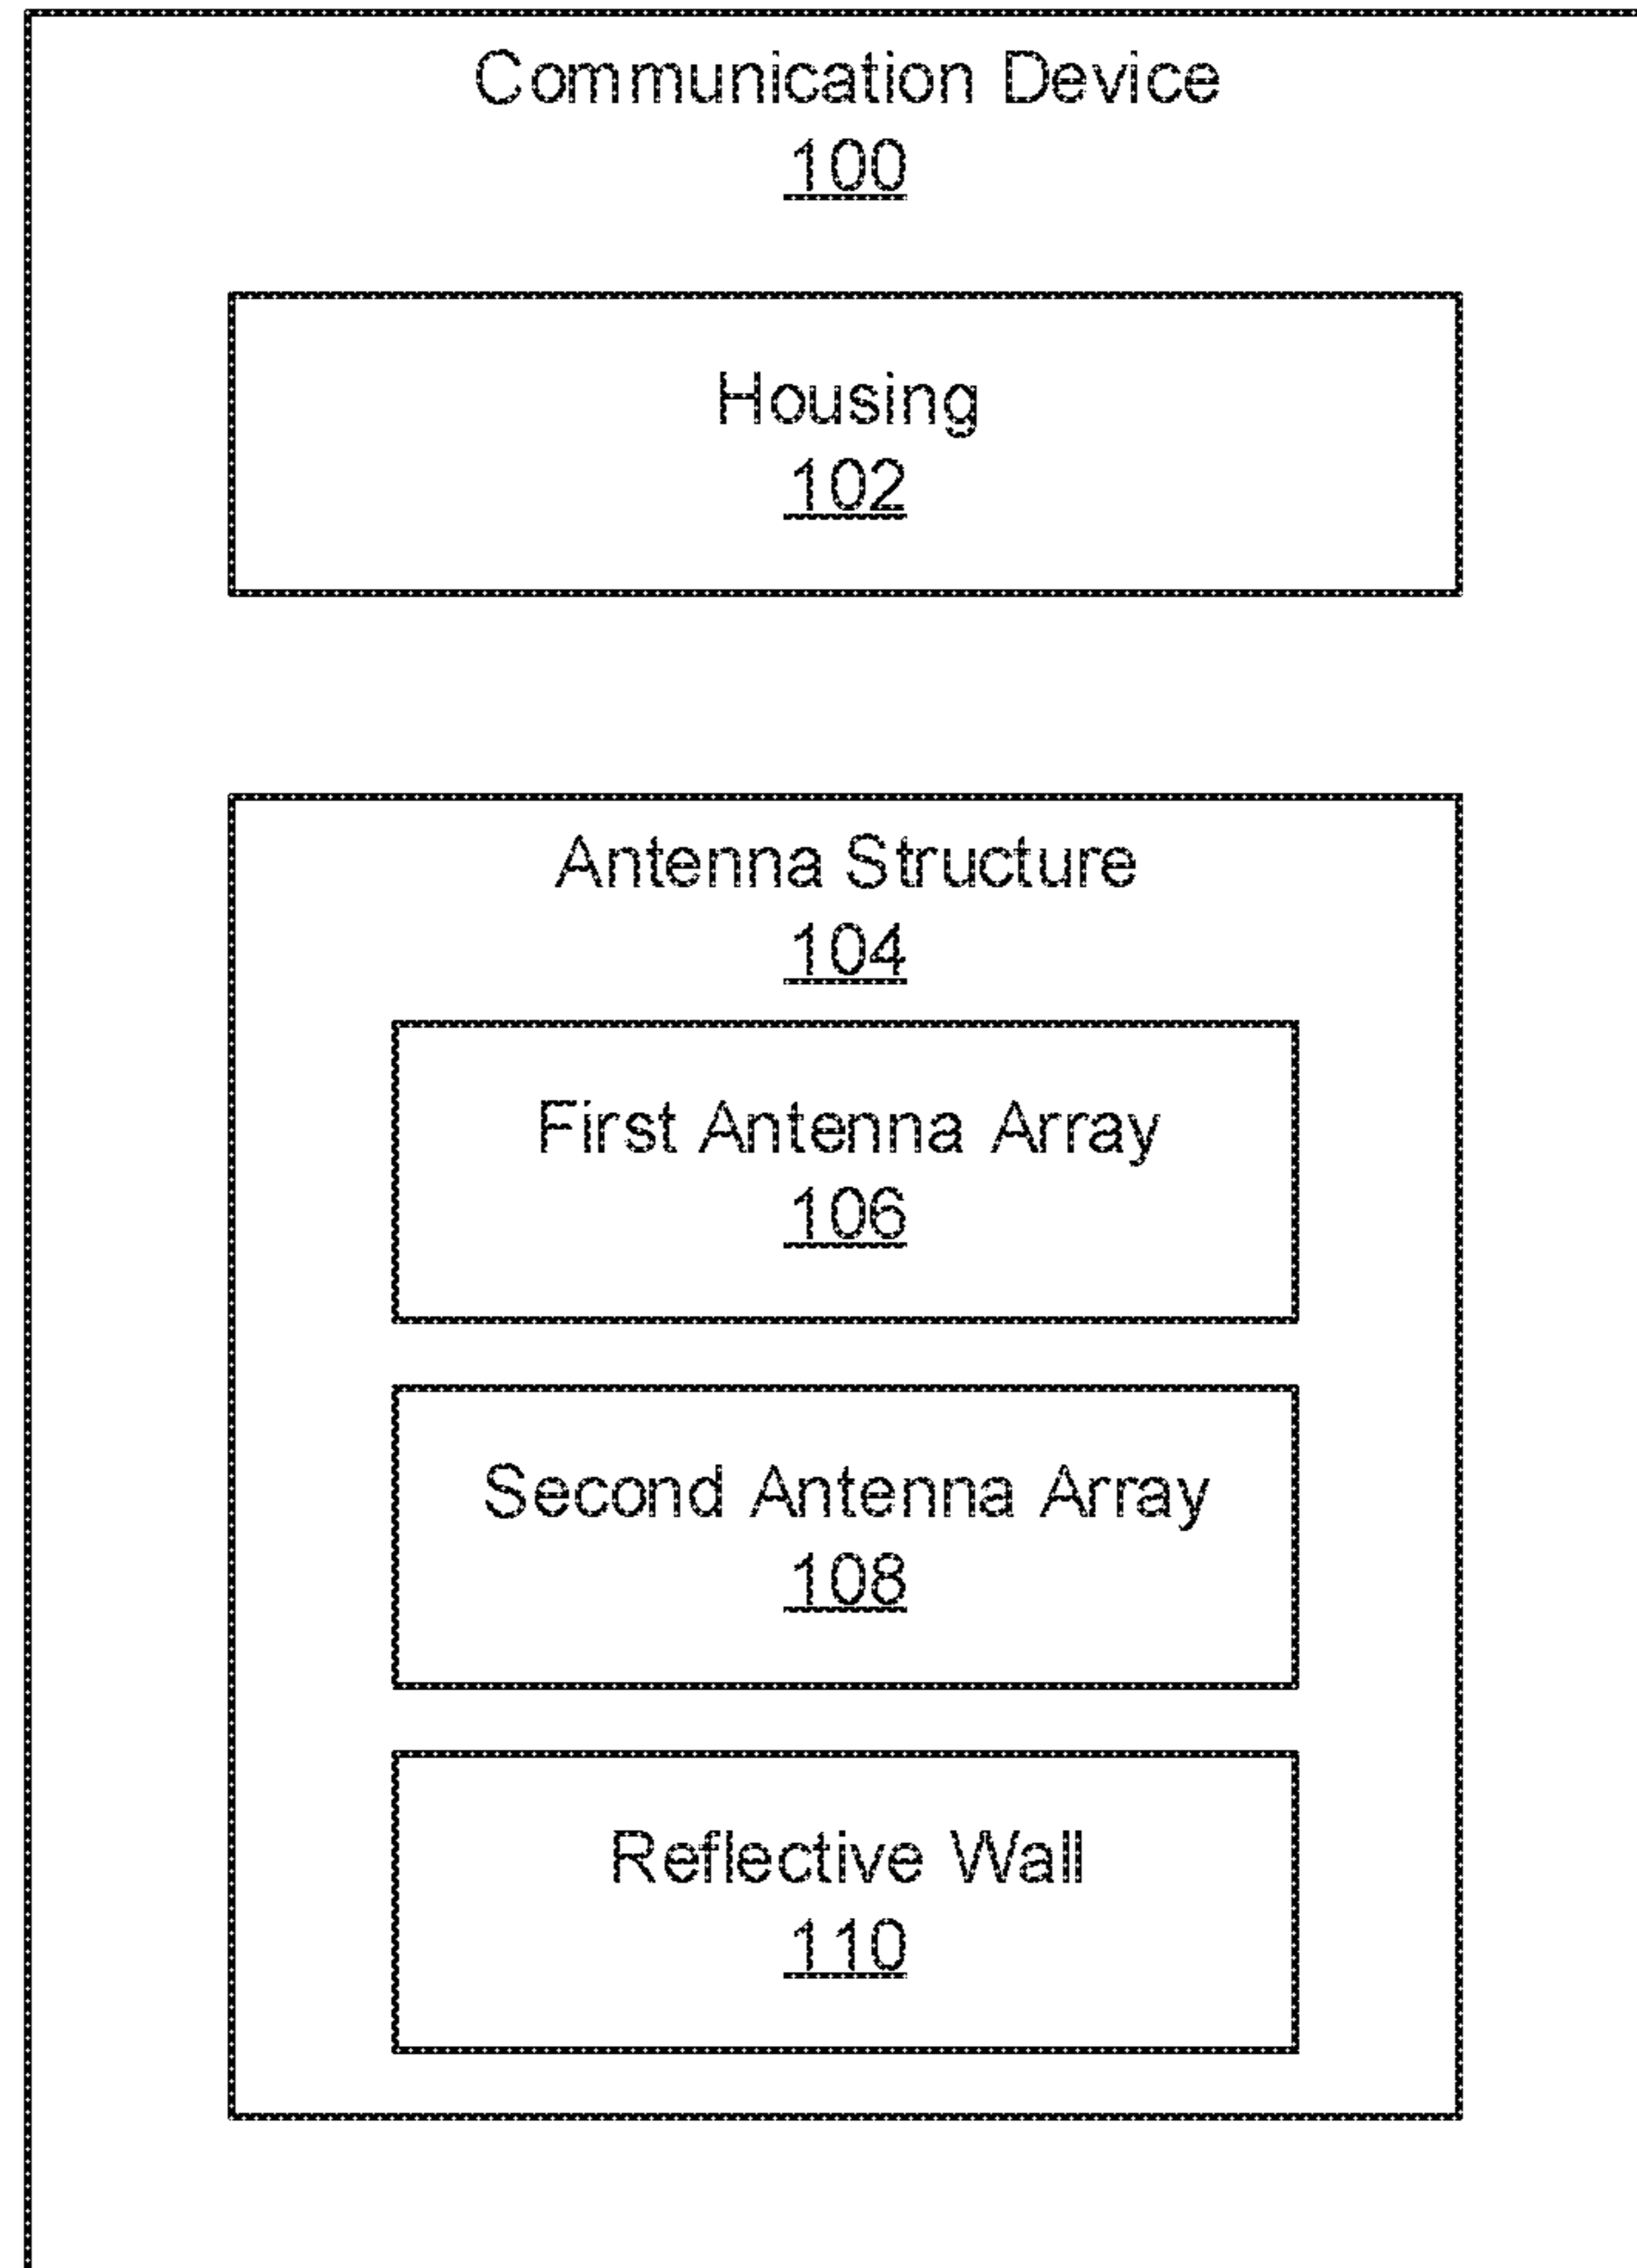 Communication Device
100
Housing
102
Antenna Structure
104
First Antenna Array
106
Second Antenna Array
108
Reflective Wall
110